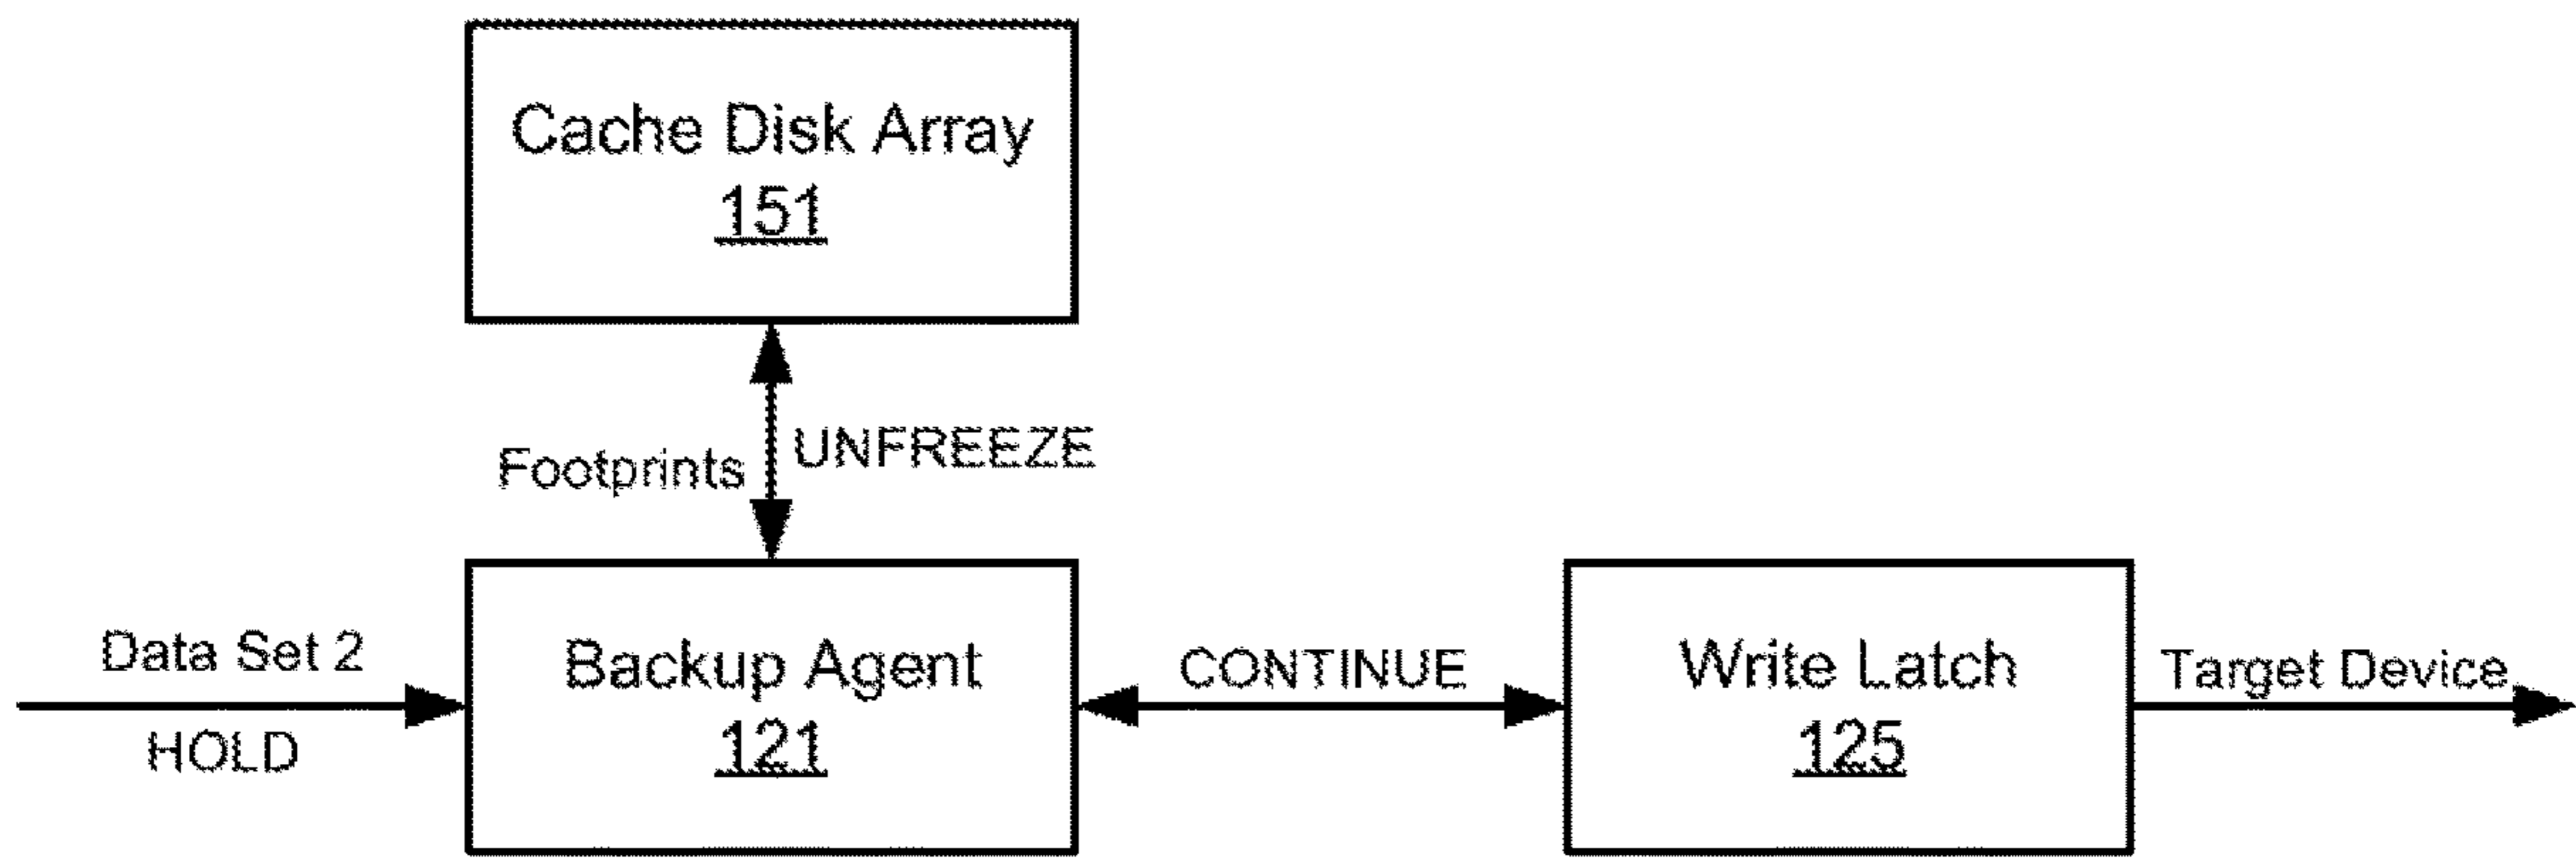 Cache Disk Array
151
Footprints
UNFREEZE
Data Set 2
HOLD
Backup Agent
121
CONTINUE
Write Latch
125
Target Device